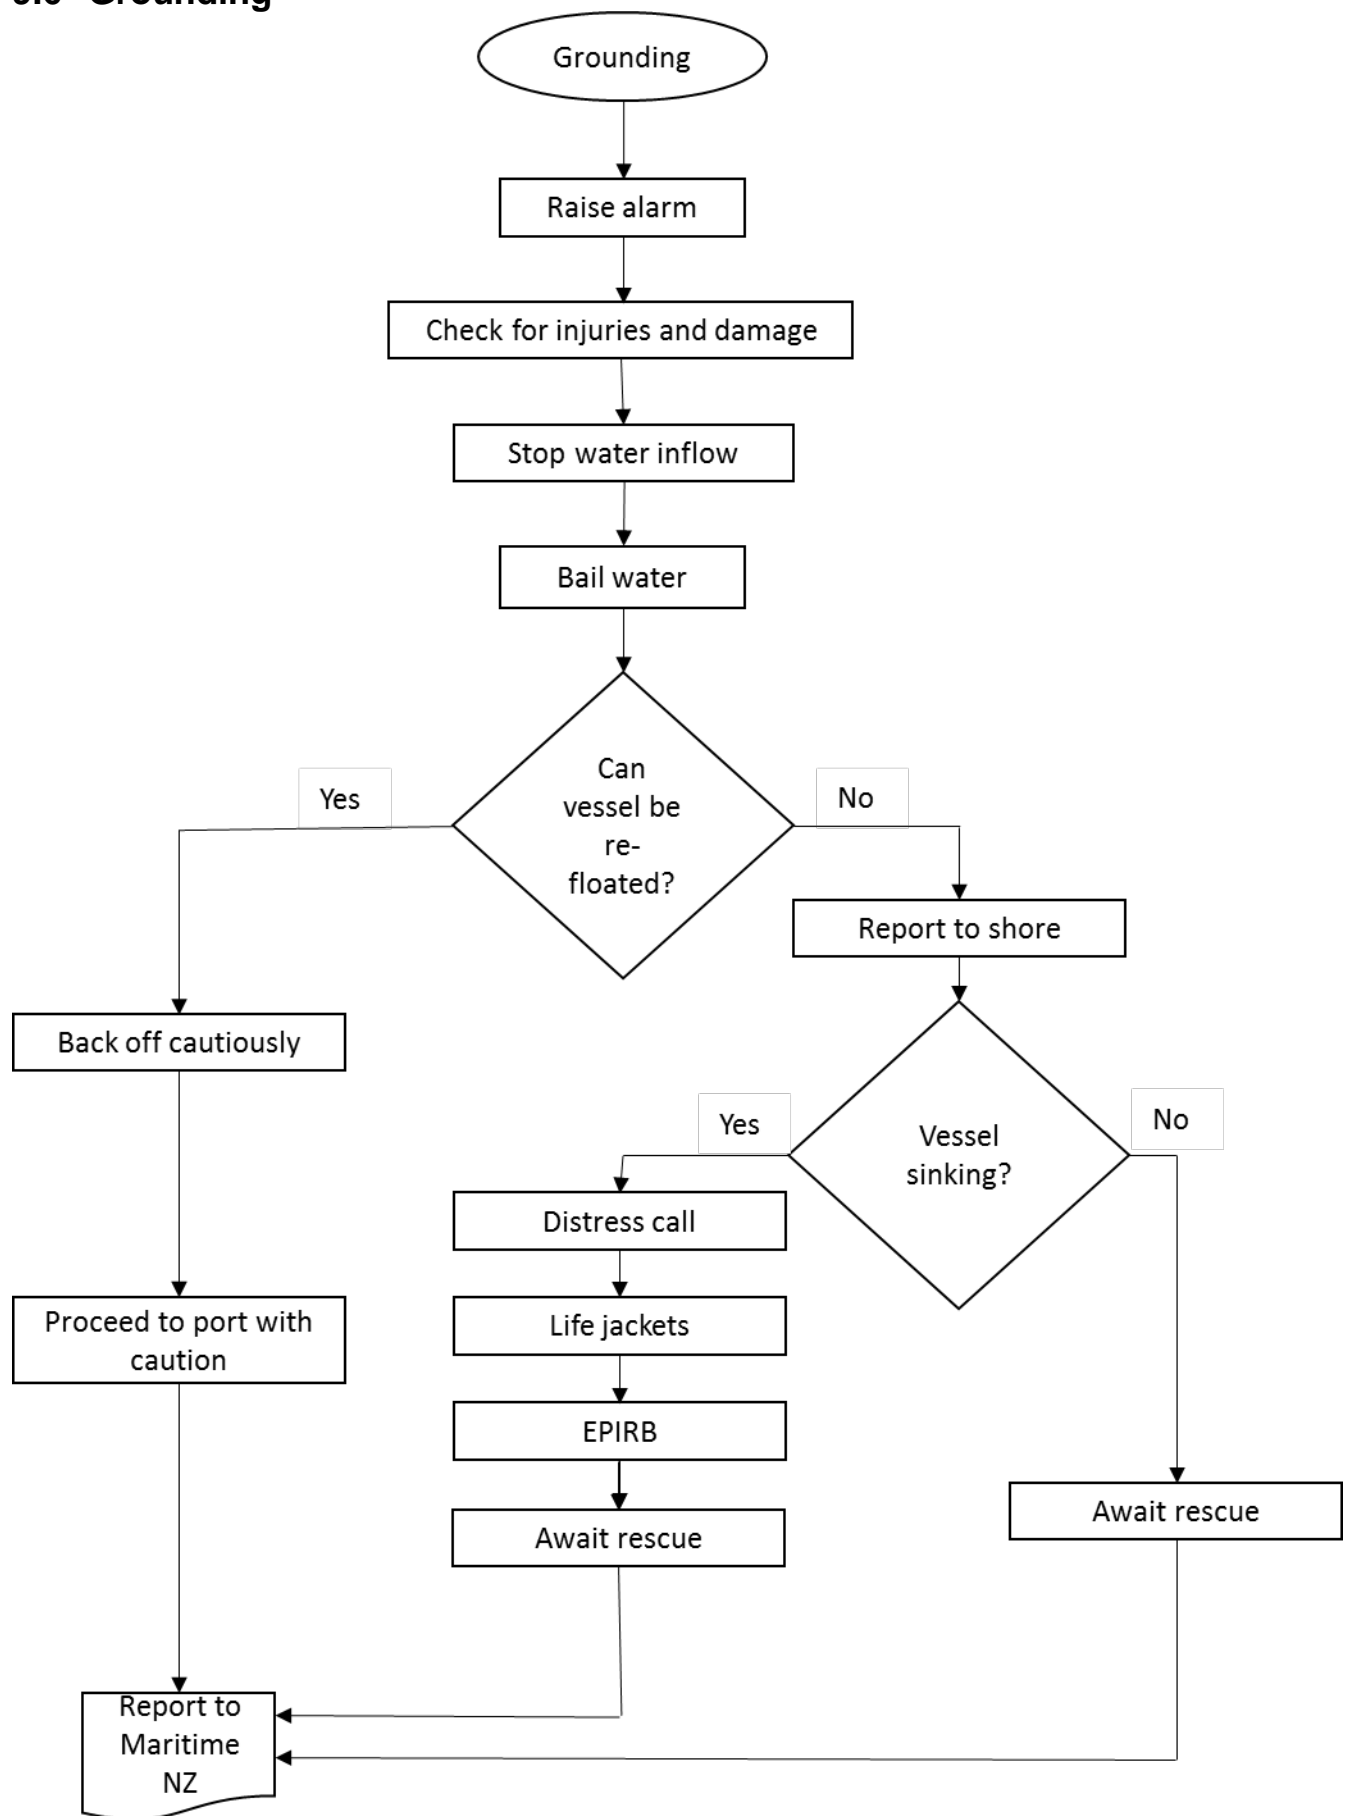 Grounding
Grounding
Raise alarm
Check for injuries and damage
Stop water inflow
Bail water
Can
vessel be
re-
floated?
Yes
No
Report to shore
Back off cautiously
Vessel
sinking?
Yes
No
Distress call
Proceed to port with
caution
Life jackets
EPIRB
Await rescue
Await rescue
Report to
Maritime
NZ